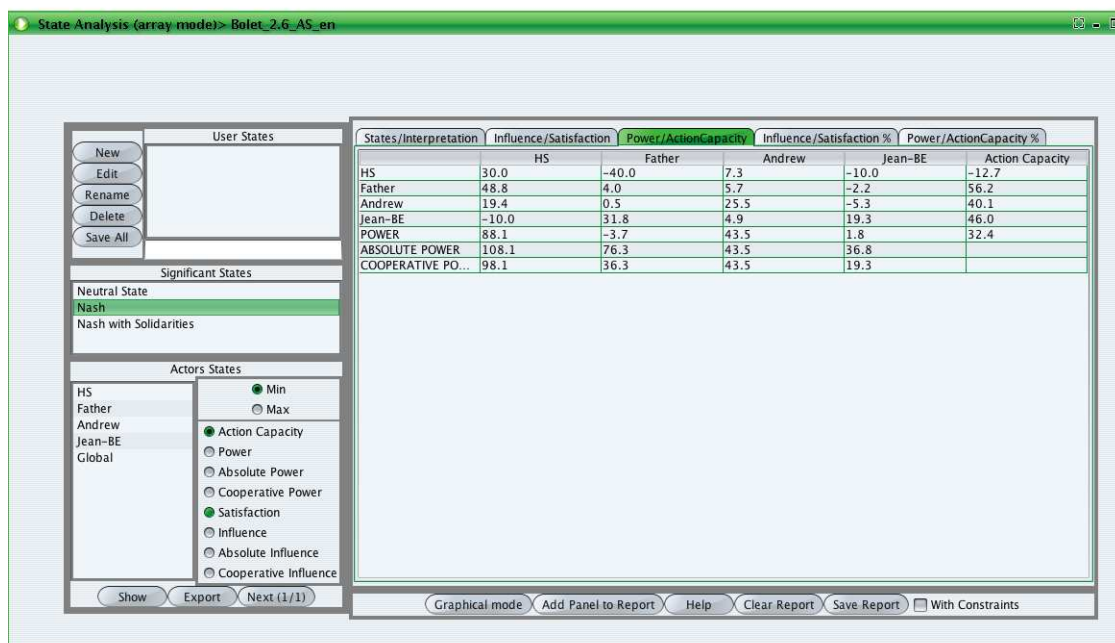 State Analysis (array mode)> Bolet_2.6_AS_en
User States
New
Edit
Rename
Delete
Save All
Significant States
Neutral State
Nash
Nash with Solidarities
Actors States
HS
Father
Andrew
Jean-BE
Global
Min
Max
Action Capacity
Power
Absolute Power
Cooperative Power
Satisfaction
Influence
Absolute Influence
Cooperative Influence
Show Export Next (1/1)
States/Interpretation Influence/Satisfaction Power/ActionCapacity Influence/Satisfaction % Power/ActionCapacity %
HS Father Andrew Jean-BE Action Capacity
HS 30.0 -40.0 7.3 -10.0 -12.7
Father 48.8 4.0 5.7 -2.2 56.2
Andrew 19.4 0.5 25.5 -5.3 40.1
Jean-BE -10.0 31.8 4.9 19.3 46.0
POWER 88.1 -3.7 43.5 1.8 32.4
ABSOLUTE POWER 108.1 76.3 43.5 36.8
COOPERATIVE PO... 98.1 36.3 43.5 19.3
Graphical mode Add Panel to Report Help Clear Report Save Report With Constraints